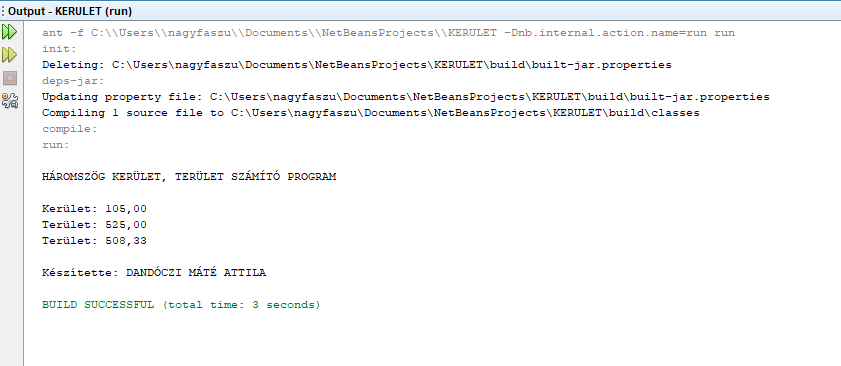 Output - KERULET (run)
ant -f C:\\Users\\nagyfaszu\\Documents\\NetBeansProjects\\KERULET -Dnb.internal.action.name=run run
init:
Deleting: C:\Users\nagyfaszu\Documents\NetBeansProjects\KERULET\build\built-jar.properties
deps-jar:
Updating property file: C:\Users\nagyfaszu\Documents\NetBeansProjects\KERULET\build\built-jar.properties
Compiling 1 source file to C:\Users\nagyfaszu\Documents\NetBeansProjects\KERULET\build\classes
compile:
run:
HÁROMSZÖG KERÜLET, TERÜLET SZÁMÍTÓ PROGRAM
Kerület: 105,00
Terület: 525,00
Terület: 508,33
Készítette: DANDÓCZI MÁTÉ ATTILA
BUILD SUCCESSFUL (total time: 3 seconds)